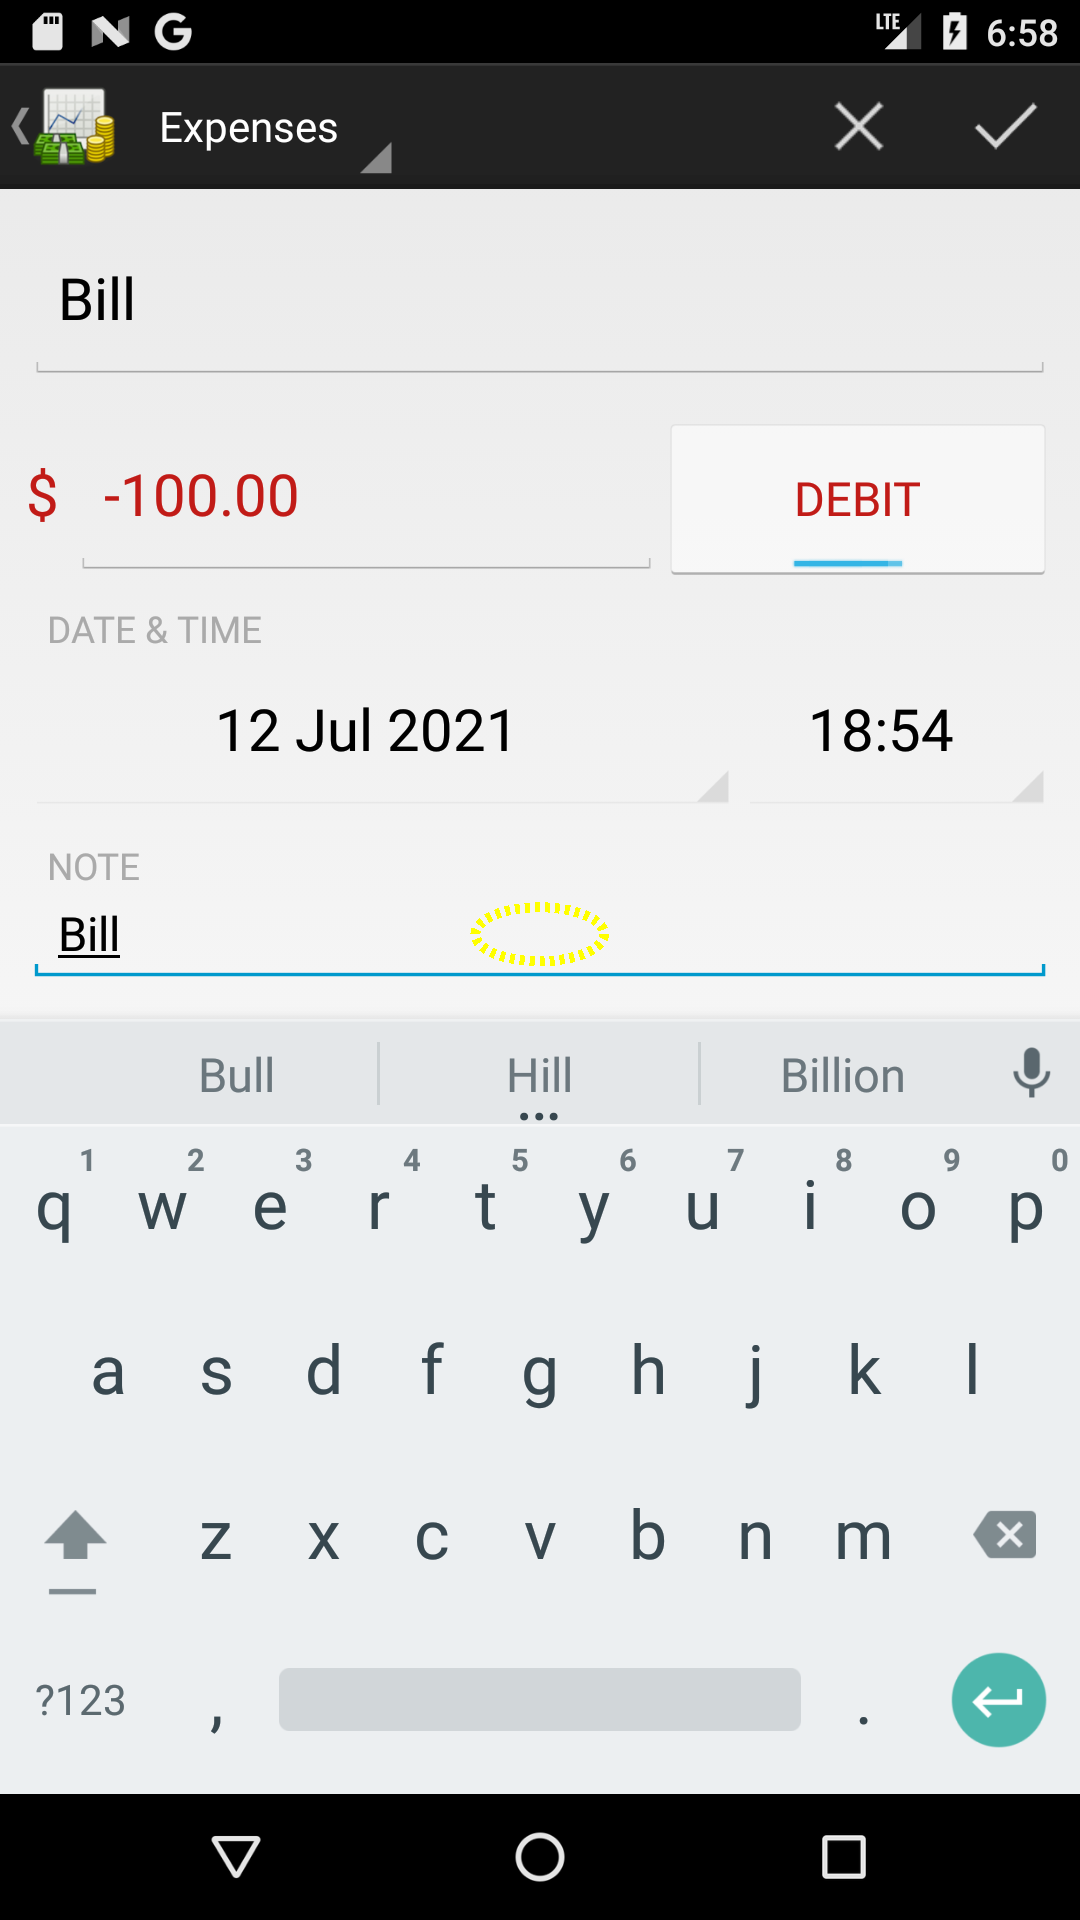 LTE 6:58
Expenses
Bill
$ -100.00 DEBIT
DATE & TIME
12 Jul 2021 18:54
NOTE
Bill
Bull Hill Billion
1 2 3 4 5 6 7 8 9 0
q w e r t y u i o p
a s d f g h j k l
z x c v b n m
?123 , .